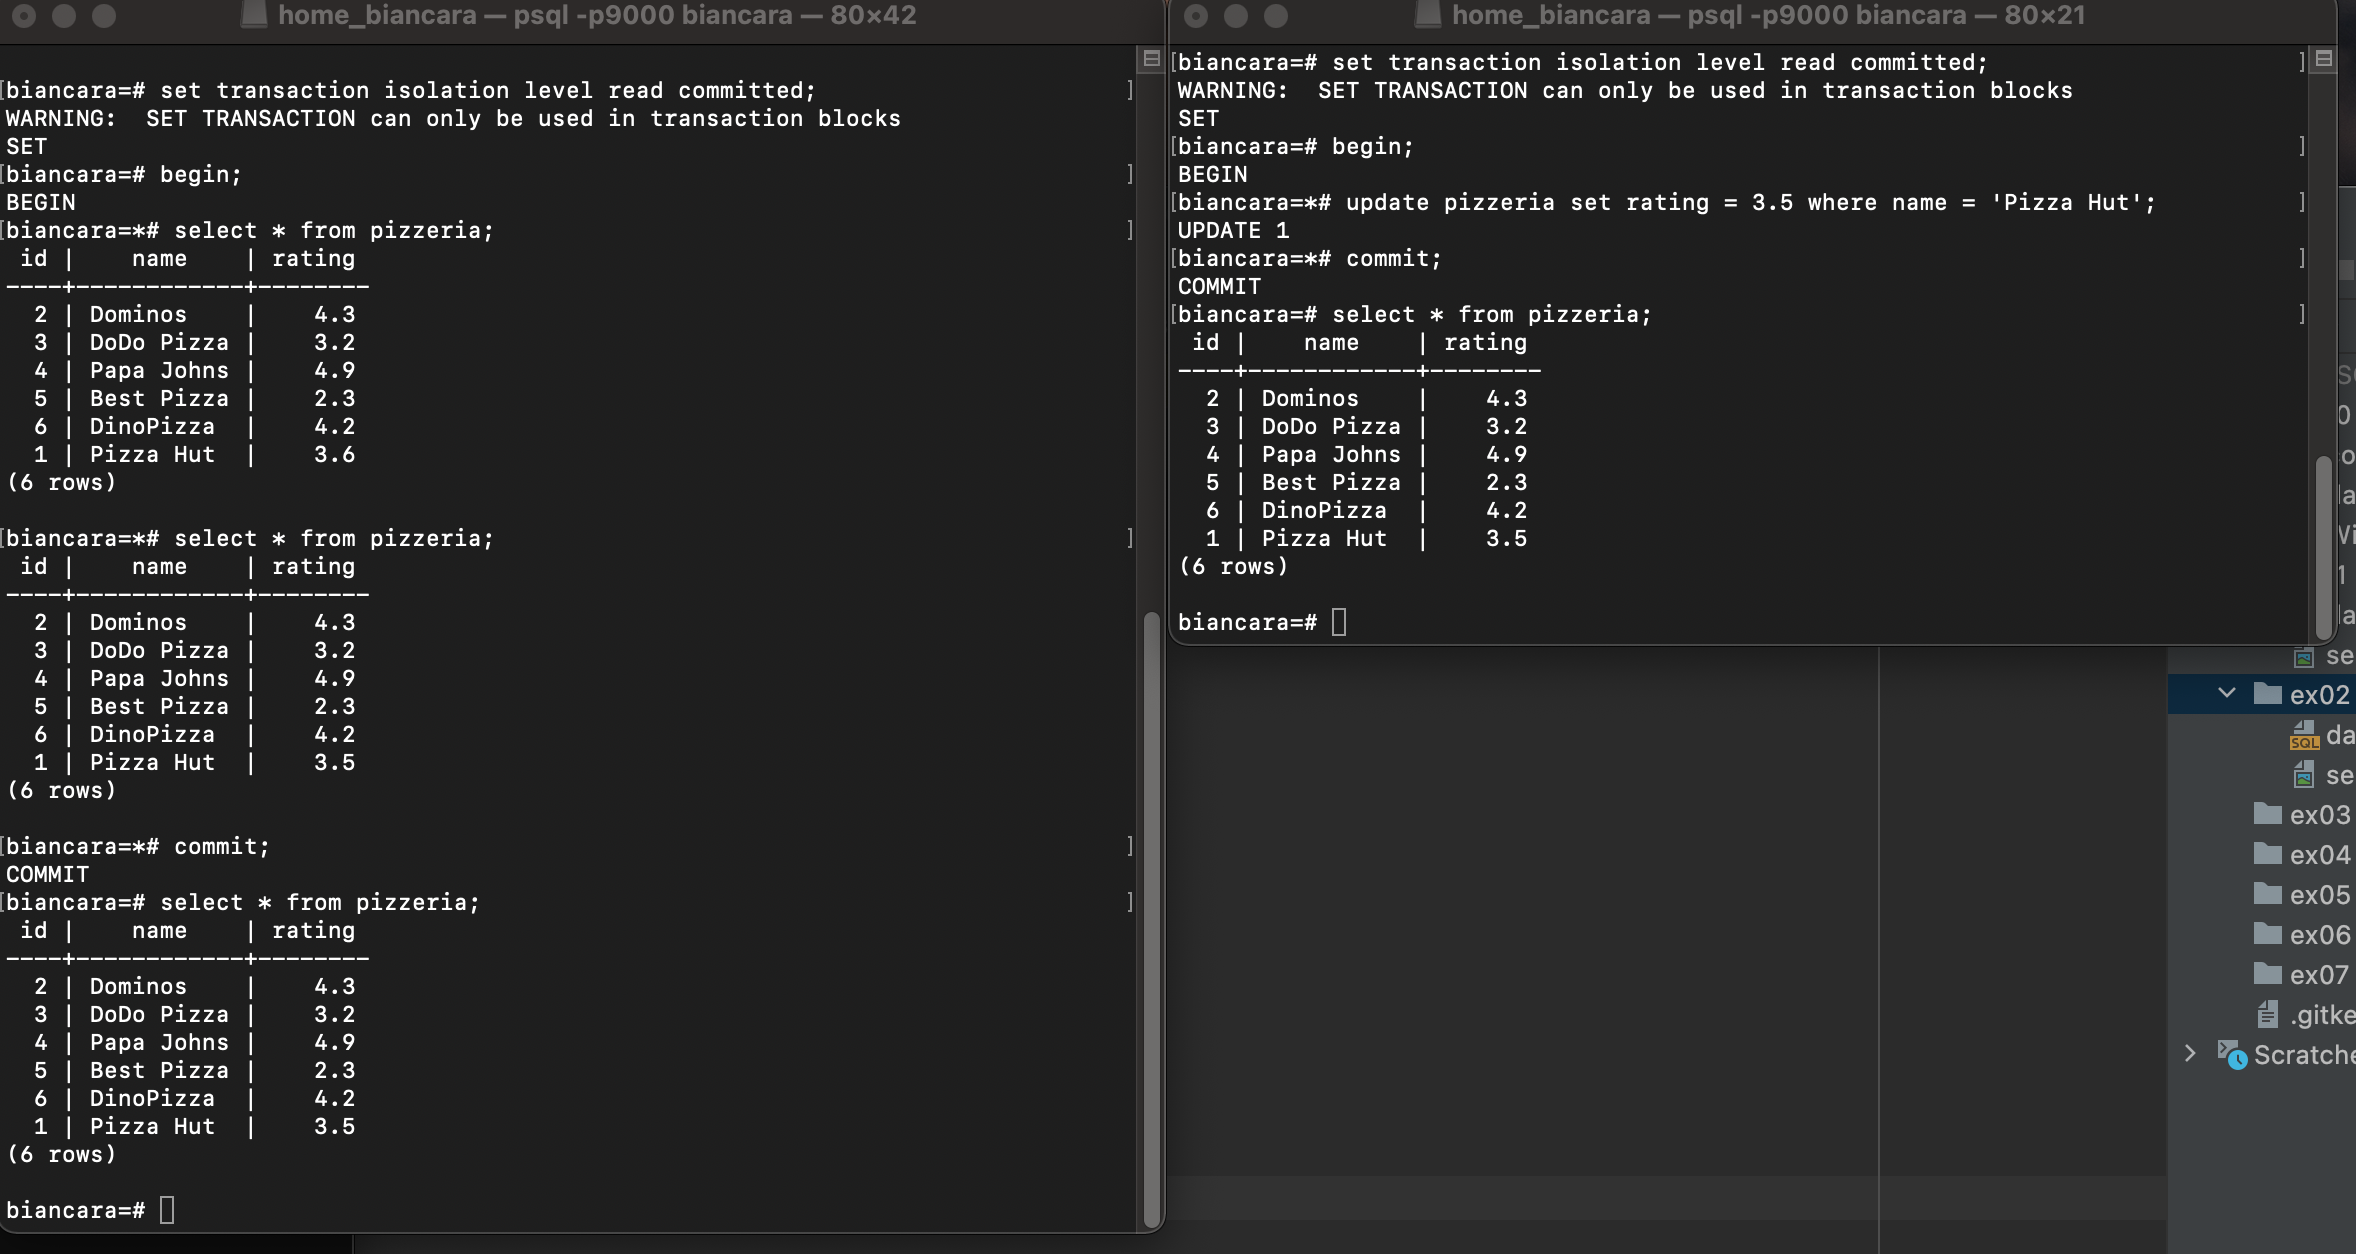 home_biancara — psql -p9000 biancara — 80×42
[biancara=# set transaction isolation level read committed; ]
WARNING:  SET TRANSACTION can only be used in transaction blocks
SET
[biancara=# begin; ]
BEGIN
[biancara=*# select * from pizzeria; ]
 id |    name    | rating
----+------------+--------
  2 | Dominos    |    4.3
  3 | DoDo Pizza |    3.2
  4 | Papa Johns |    4.9
  5 | Best Pizza |    2.3
  6 | DinoPizza  |    4.2
  1 | Pizza Hut  |    3.6
(6 rows)
[biancara=*# select * from pizzeria; ]
 id |    name    | rating
----+------------+--------
  2 | Dominos    |    4.3
  3 | DoDo Pizza |    3.2
  4 | Papa Johns |    4.9
  5 | Best Pizza |    2.3
  6 | DinoPizza  |    4.2
  1 | Pizza Hut  |    3.5
(6 rows)
[biancara=*# commit; ]
COMMIT
[biancara=# select * from pizzeria; ]
 id |    name    | rating
----+------------+--------
  2 | Dominos    |    4.3
  3 | DoDo Pizza |    3.2
  4 | Papa Johns |    4.9
  5 | Best Pizza |    2.3
  6 | DinoPizza  |    4.2
  1 | Pizza Hut  |    3.5
(6 rows)
biancara=#
home_biancara — psql -p9000 biancara — 80×21
[biancara=# set transaction isolation level read committed; ]
WARNING:  SET TRANSACTION can only be used in transaction blocks
SET
[biancara=# begin; ]
BEGIN
[biancara=*# update pizzeria set rating = 3.5 where name = 'Pizza Hut'; ]
UPDATE 1
[biancara=*# commit; ]
COMMIT
[biancara=# select * from pizzeria; ]
 id |    name    | rating
----+------------+--------
  2 | Dominos    |    4.3
  3 | DoDo Pizza |    3.2
  4 | Papa Johns |    4.9
  5 | Best Pizza |    2.3
  6 | DinoPizza  |    4.2
  1 | Pizza Hut  |    3.5
(6 rows)
biancara=#
se
ex02
SQL da
se
ex03
ex04
ex05
ex06
ex07
.gitke
Scratche